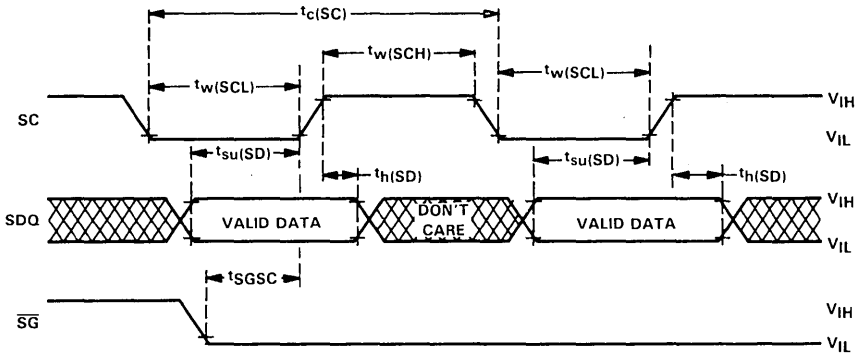 tc(SC)
tw(SCH)
tw(SCL)
tw(SCL)
SC
VIH
VIL
tsu(SD)
th(SD)
tsu(SD)
th(SD)
SDQ
VALID DATA
DON'T
CARE
VALID DATA
VIH
VIL
tSGSC
SG
VIH
VIL